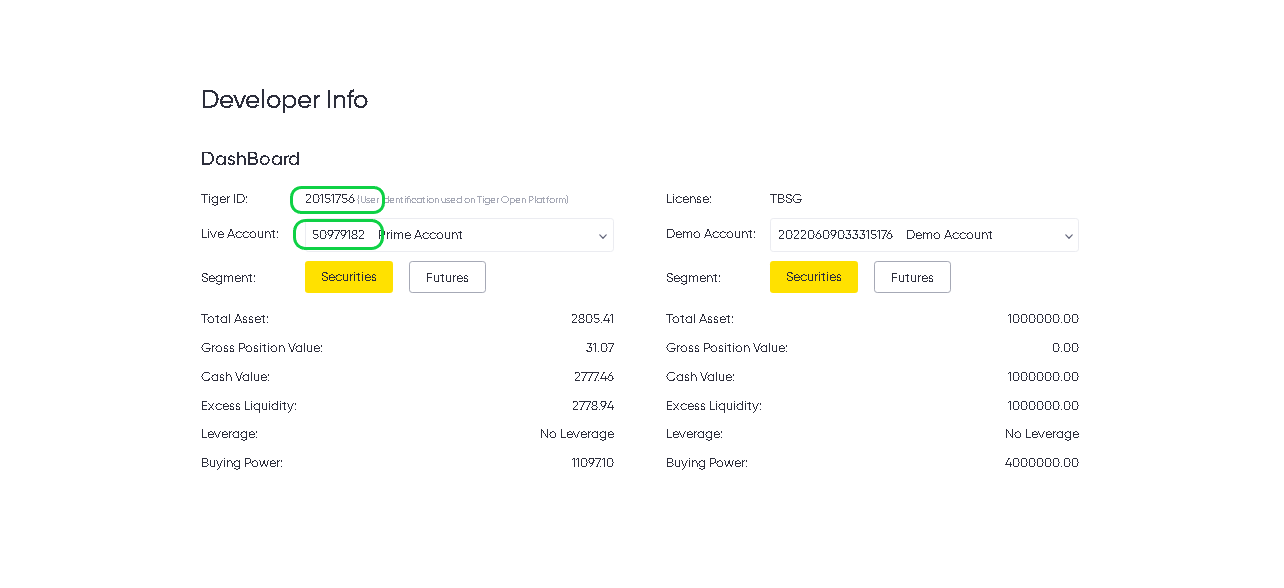 Developer Info
DashBoard
Tiger ID: 20151756 (User identification used on Tiger Open Platform) License: TBSG
Live Account: 50979182 Prime Account Demo Account: 20220609033315176 Demo Account
Segment: Securities Futures Segment: Securities Futures
Total Asset: 2805.41 Total Asset: 1000000.00
Gross Position Value: 31.07 Gross Position Value: 0.00
Cash Value: 2777.46 Cash Value: 1000000.00
Excess Liquidity: 2778.94 Excess Liquidity: 1000000.00
Leverage: No Leverage Leverage: No Leverage
Buying Power: 11097.10 Buying Power: 4000000.00